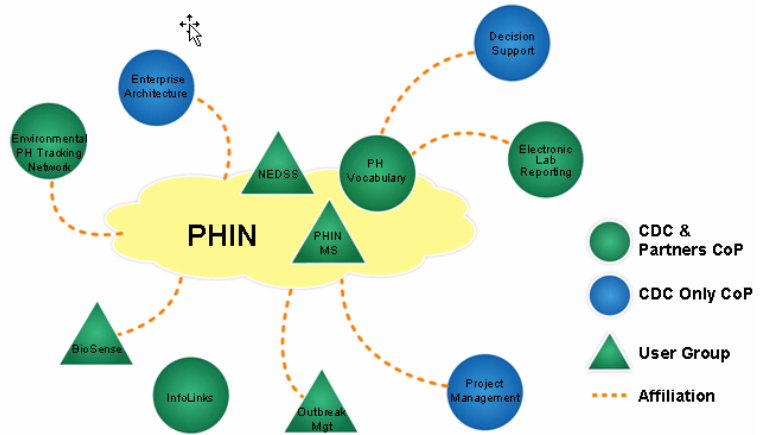 Decision
Support
Enterprise
Architecture
Environmental
PH Tracking
Network
NEDSS
PH
Vocabulary
Electronic
Lab
Reporting
PHIN
PHIN
MS
CDC &
Partners CoP
CDC Only CoP
User Group
Affiliation
BioSense
InfoLinks
Outbreak
Mgt
Project
Management